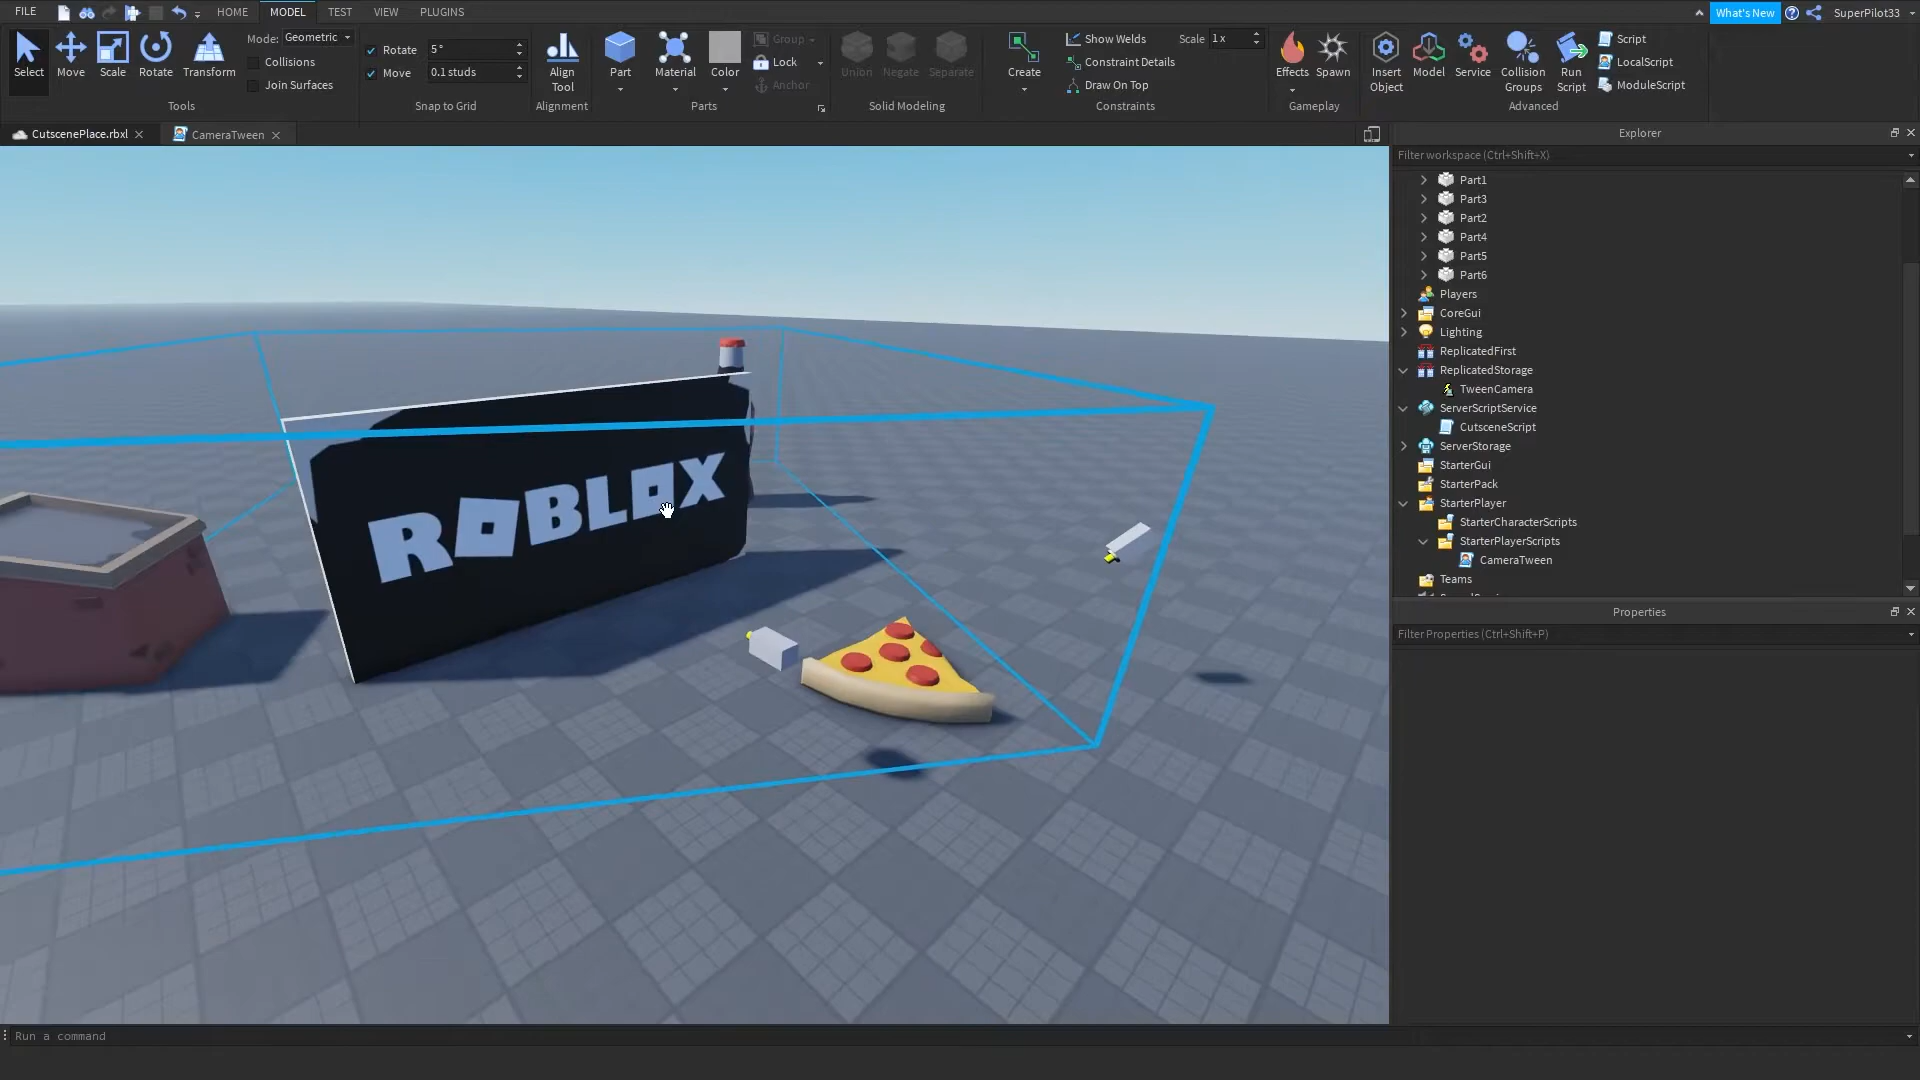 FILE
HOME
MODEL
TEST
VIEW
PLUGINS
What's New
SuperPilot33
Select
Move
Scale
Rotate
Transform
Mode: Geometric
Collisions
Join Surfaces
Tools
Rotate 5°
Move 0.1 studs
Snap to Grid
Align
Tool
Alignment
Part
Material
Color
Group
Lock
Anchor
Parts
Union
Negate
Separate
Solid Modeling
Create
Show Welds
Scale 1 x
Constraint Details
Draw On Top
Constraints
Effects
Spawn
Gameplay
Insert
Object
Model
Service
Collision
Groups
Run
Script
Script
LocalScript
ModuleScript
Advanced
CutscenePlace.rbxl
CameraTween
ROBLOX
Explorer
Filter workspace (Ctrl+Shift+X)
Part1
Part3
Part2
Part4
Part5
Part6
Players
CoreGui
Lighting
ReplicatedFirst
ReplicatedStorage
TweenCamera
ServerScriptService
CutsceneScript
ServerStorage
StarterGui
StarterPack
StarterPlayer
StarterCharacterScripts
StarterPlayerScripts
CameraTween
Teams
Properties
Filter Properties (Ctrl+Shift+P)
Run a command